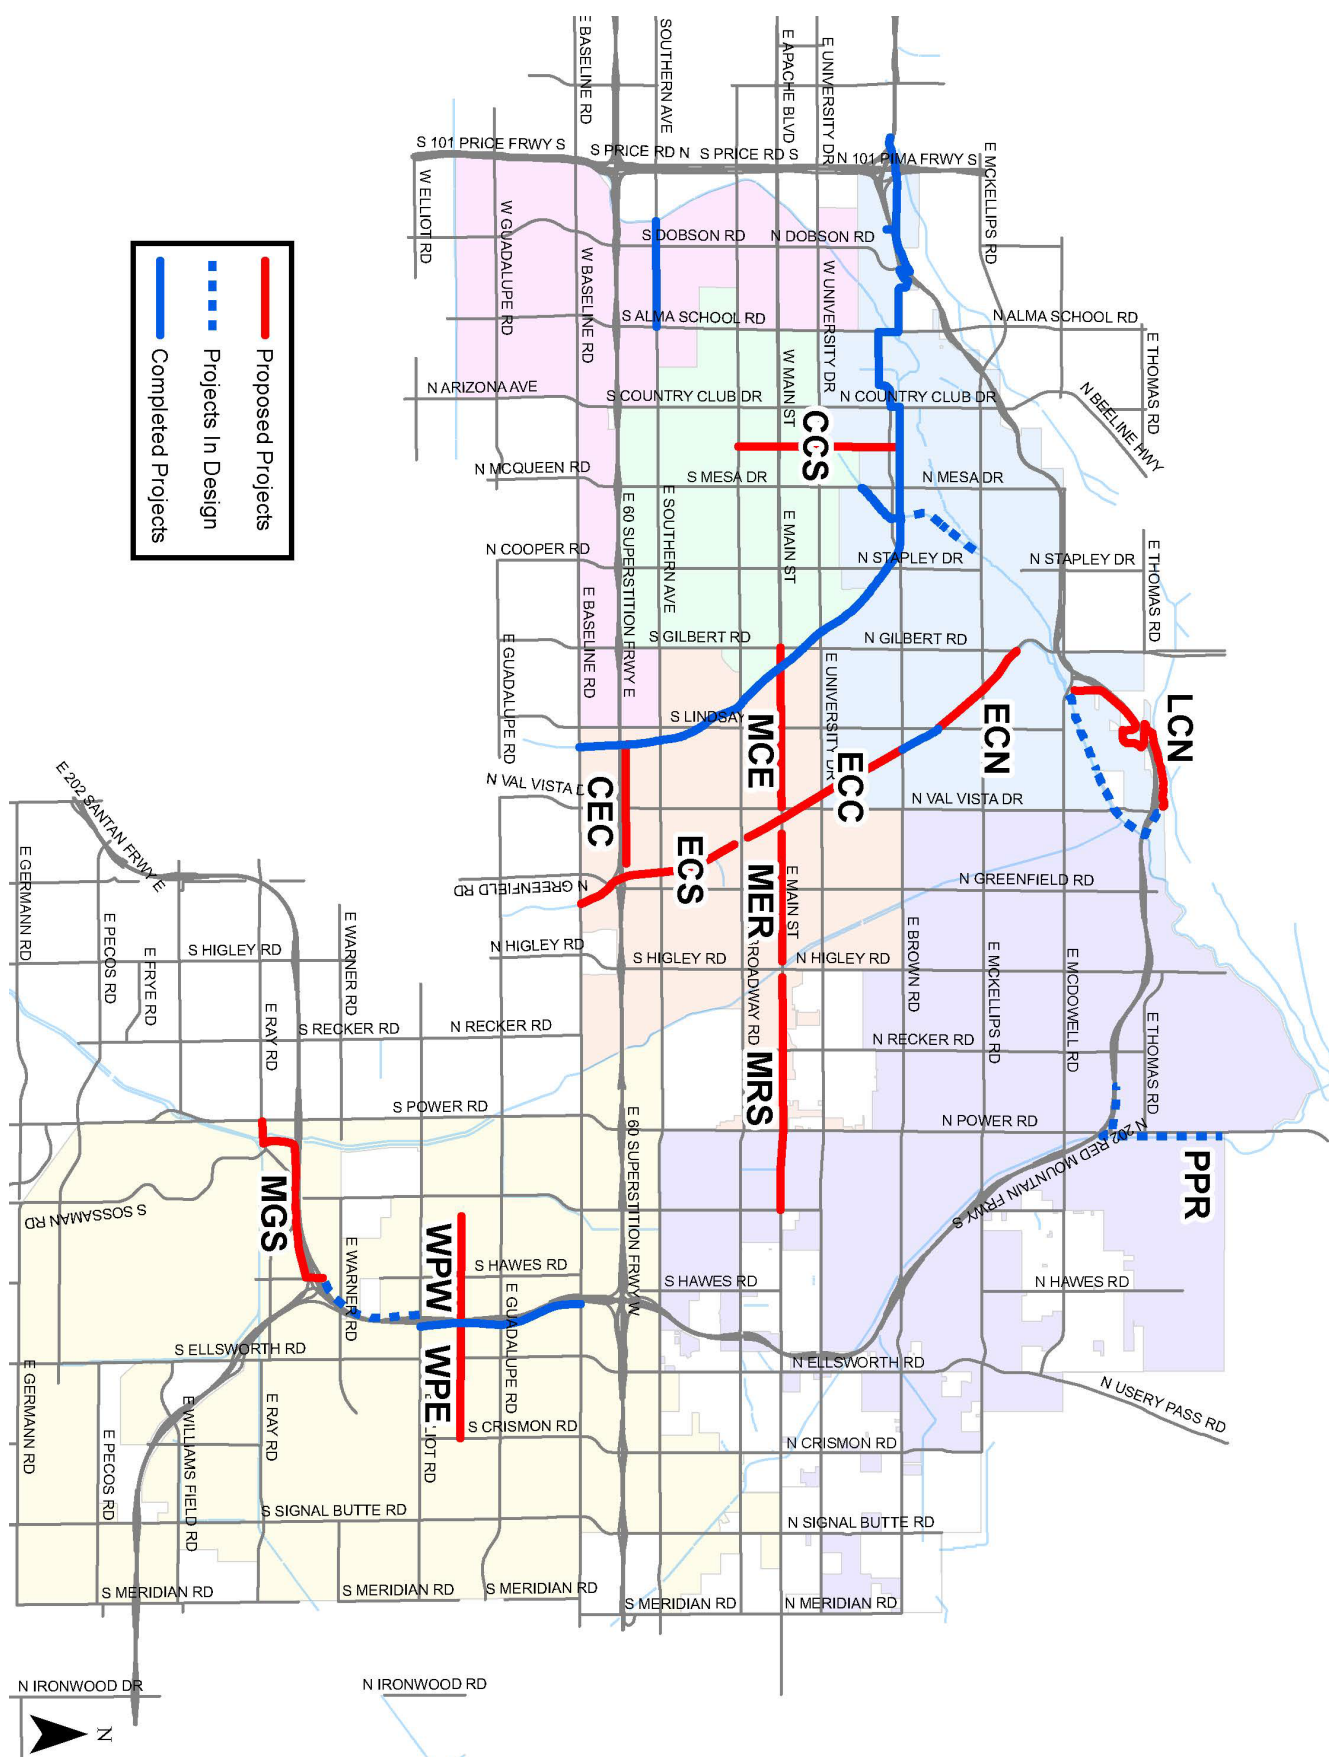 E BASELINE RD
SOUTHERN AVE
E APACHE BLVD
E UNIVERSITY DR
S 101 PRICE FRWY S
S PRICE RD N
S PRICE RD S
N 101 PIMA FRWY S
E MCKELLIPS RD
W ELLIOT RD
W GUADALUPE RD
W BASELINE RD
S DOBSON RD
N DOBSON RD
W UNIVERSITY DR
S ALMA SCHOOL RD
N ALMA SCHOOL RD
E THOMAS RD
W MAIN ST
N ARIZONA AVE
S COUNTRY CLUB DR
N COUNTRY CLUB DR
N BEELINE HWY
CCS
N MCQUEEN RD
S MESA DR
N MESA DR
E 60 SUPERSTITION FRWY E
E SOUTHERN AVE
E MAIN ST
N COOPER RD
N STAPLEY DR
N STAPLEY DR
E THOMAS RD
E BASELINE RD
E GUADALUPE RD
S GILBERT RD
N GILBERT RD
E UNIVERSITY DR
S LINDSAY
MCE
ECC
ECN
LCN
N VAL VISTA D
N VAL VISTA DR
CEC
ECS
N GREENFIELD RD
N GREENFIELD RD
MER
E MAIN ST
E 202 SANTAN FRWY E
E GERMANN RD
E PECOS RD
E FRYE RD
S HIGLEY RD
E WARNER RD
N HIGLEY RD
S HIGLEY RD
BROADWAY RD
N HIGLEY RD
E BROWN RD
E MCKELLIPS RD
E MCDOWELL RD
E THOMAS RD
E RAY RD
S RECKER RD
N RECKER RD
N RECKER RD
MRS
S POWER RD
N POWER RD
E 60 SUPERSTITION FRWY W
N 202 RED MOUNTAIN FRWY S
PPR
S SOSSAMAN RD
MGS
WPW
E WARNER RD
S HAWES RD
E GUADALUPE RD
S HAWES RD
N HAWES RD
S ELLSWORTH RD
N ELLSWORTH RD
N USERY PASS RD
WPE
LIOT RD
E GERMANN RD
E PECOS RD
E WILLIAMS FIELD RD
E RAY RD
S CRISMON RD
N CRISMON RD
S SIGNAL BUTTE RD
N SIGNAL BUTTE RD
S MERIDIAN RD
S MERIDIAN RD
S MERIDIAN RD
S MERIDIAN RD
N MERIDIAN RD
N IRONWOOD DR
N IRONWOOD RD
N
Proposed Projects
Projects In Design
Completed Projects